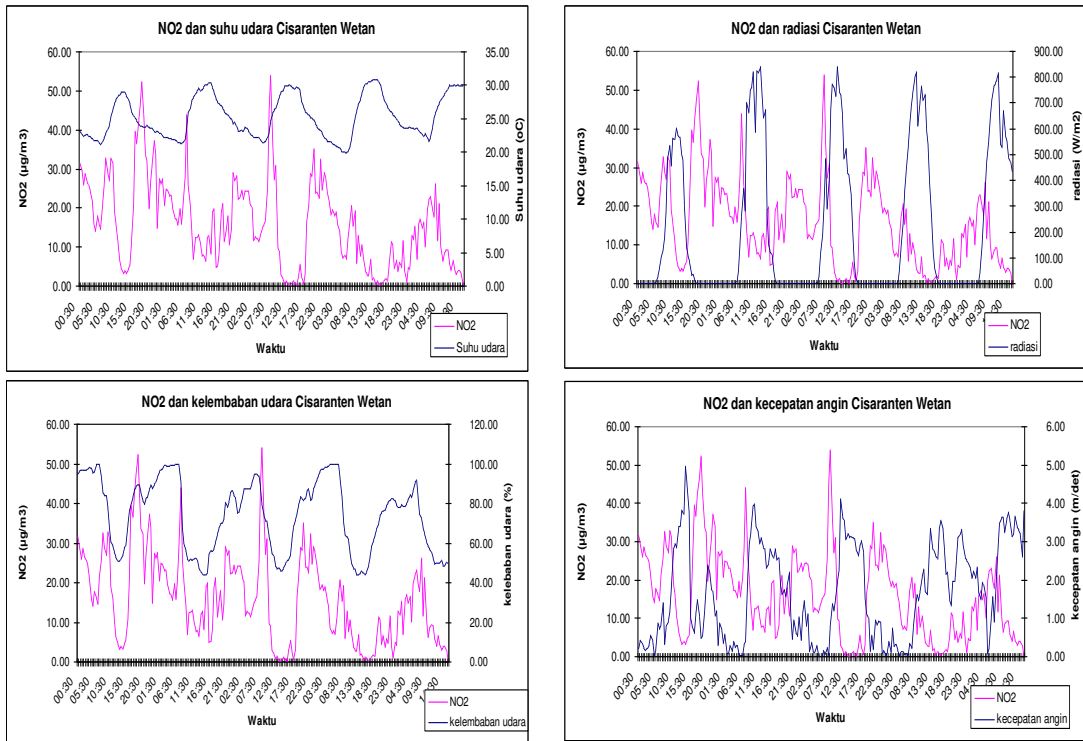 NO2 dan suhu udara Cisaranten Wetan
NO2 (µg/m3)
60.00
50.00
40.00
30.00
20.00
10.00
0.00
35.00
30.00
25.00
20.00
15.00
10.00
5.00
0.00
Suhu udara (oC)
00:30 05:30 10:30 15:30 20:30 01:30 06:30 11:30 16:30 21:30 02:30 07:30 12:30 17:30 22:30 03:30 08:30 13:30 18:30 23:30 04:30 09:30
Waktu
NO2
Suhu udara
NO2 dan radiasi Cisaranten Wetan
NO2 (µg/m3)
60.00
50.00
40.00
30.00
20.00
10.00
0.00
900.00
800.00
700.00
600.00
500.00
400.00
300.00
200.00
100.00
0.00
radiasi (W/m2)
00:30 05:30 10:30 15:30 20:30 01:30 06:30 11:30 16:30 21:30 02:30 07:30 12:30 17:30 22:30 03:30 08:30 13:30 18:30 23:30 04:30 09:30
Waktu
NO2
radiasi
NO2 dan kelembaban udara Cisaranten Wetan
NO2 (µg/m3)
60.00
50.00
40.00
30.00
20.00
10.00
0.00
120.00
100.00
80.00
60.00
40.00
20.00
0.00
kelebaban udara (%)
00:30 05:30 10:30 15:30 20:30 01:30 06:30 11:30 16:30 21:30 02:30 07:30 12:30 17:30 22:30 03:30 08:30 13:30 18:30 23:30 04:30 09:30 14:30
Waktu
NO2
kelembaban udara
NO2 dan kecepatan angin Cisaranten Wetan
NO2 (µg/m3)
60.00
50.00
40.00
30.00
20.00
10.00
0.00
6.00
5.00
4.00
3.00
2.00
1.00
0.00
kecepatan angin (m/det)
00:30 05:30 10:30 15:30 20:30 01:30 06:30 11:30 16:30 21:30 02:30 07:30 12:30 17:30 22:30 03:30 08:30 13:30 18:30 23:30 04:30 09:30
Waktu
NO2
kecepatan angin